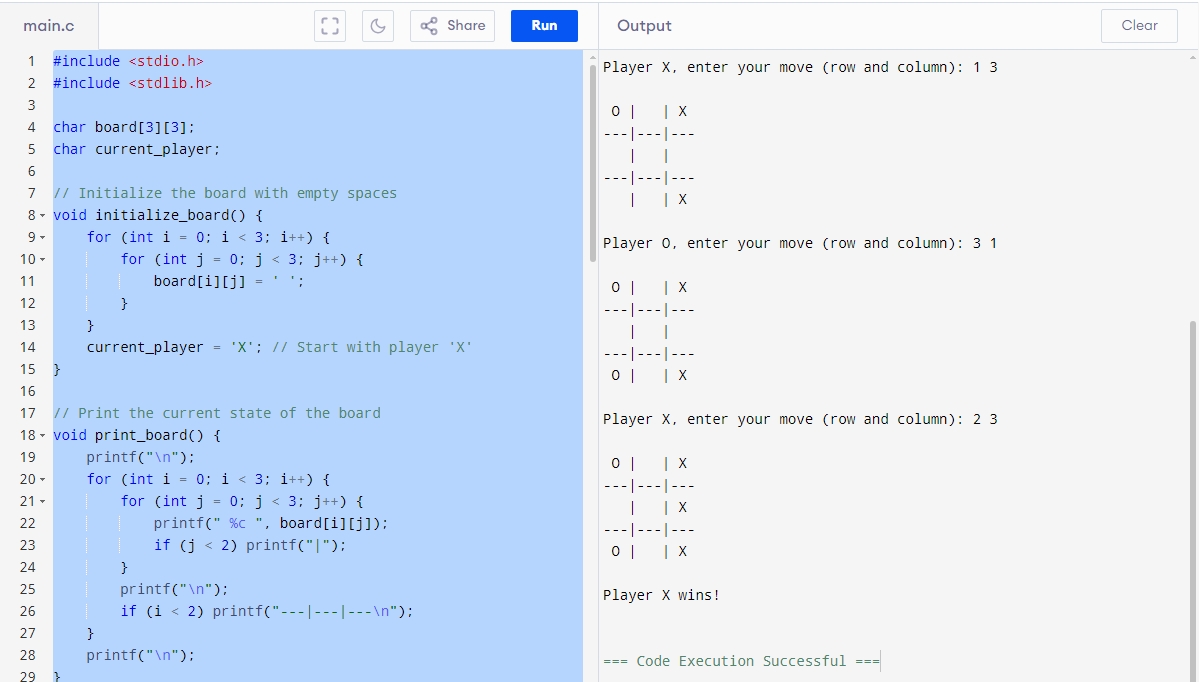 main.c
Share
Run
Output
Clear
1 #include <stdio.h>
2 #include <stdlib.h>
3
4 char board[3][3];
5 char current_player;
6
7 // Initialize the board with empty spaces
8 void initialize_board() {
9     for (int i = 0; i < 3; i++) {
10         for (int j = 0; j < 3; j++) {
11             board[i][j] = ' ';
12         }
13     }
14     current_player = 'X'; // Start with player 'X'
15 }
16
17 // Print the current state of the board
18 void print_board() {
19     printf("\n");
20     for (int i = 0; i < 3; i++) {
21         for (int j = 0; j < 3; j++) {
22             printf(" %c ", board[i][j]);
23             if (j < 2) printf("|");
24         }
25         printf("\n");
26         if (i < 2) printf("---|---|---\n");
27     }
28     printf("\n");
29 }
Player X, enter your move (row and column): 1 3
 O |   | X
---|---|---
   |   |
---|---|---
   |   | X
Player O, enter your move (row and column): 3 1
 O |   | X
---|---|---
   |   |
---|---|---
 O |   | X
Player X, enter your move (row and column): 2 3
 O |   | X
---|---|---
   |   | X
---|---|---
 O |   | X
Player X wins!
=== Code Execution Successful ===